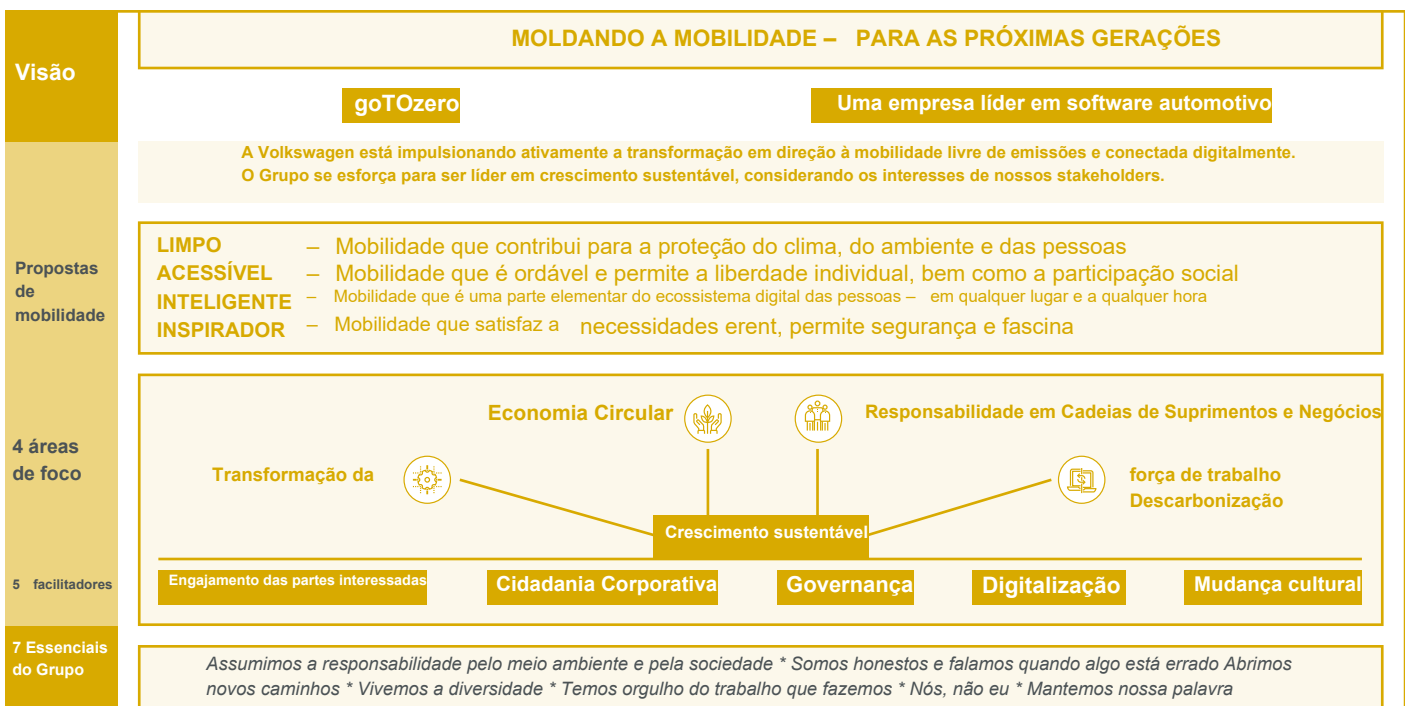 MOLDANDO A MOBILIDADE – PARA AS PRÓXIMAS GERAÇÕES
Visão
goTOzero
Uma empresa líder em software automotivo
A Volkswagen está impulsionando ativamente a transformação em direção à mobilidade livre de emissões e conectada digitalmente.
O Grupo se esforça para ser líder em crescimento sustentável, considerando os interesses de nossos stakeholders.
Propostas
de
mobilidade
LIMPO – Mobilidade que contribui para a proteção do clima, do ambiente e das pessoas
ACESSÍVEL – Mobilidade que é ordável e permite a liberdade individual, bem como a participação social
INTELIGENTE – Mobilidade que é uma parte elementar do ecossistema digital das pessoas – em qualquer lugar e a qualquer hora
INSPIRADOR – Mobilidade que satisfaz a necessidades erent, permite segurança e fascina
4 áreas
de foco
Economia Circular
Responsabilidade em Cadeias de Suprimentos e Negócios
Transformação da
força de trabalho
Descarbonização
Crescimento sustentável
5 facilitadores
Engajamento das partes interessadas
Cidadania Corporativa
Governança
Digitalização
Mudança cultural
7 Essenciais
do Grupo
Assumimos a responsabilidade pelo meio ambiente e pela sociedade * Somos honestos e falamos quando algo está errado Abrimos
novos caminhos * Vivemos a diversidade * Temos orgulho do trabalho que fazemos * Nós, não eu * Mantemos nossa palavra